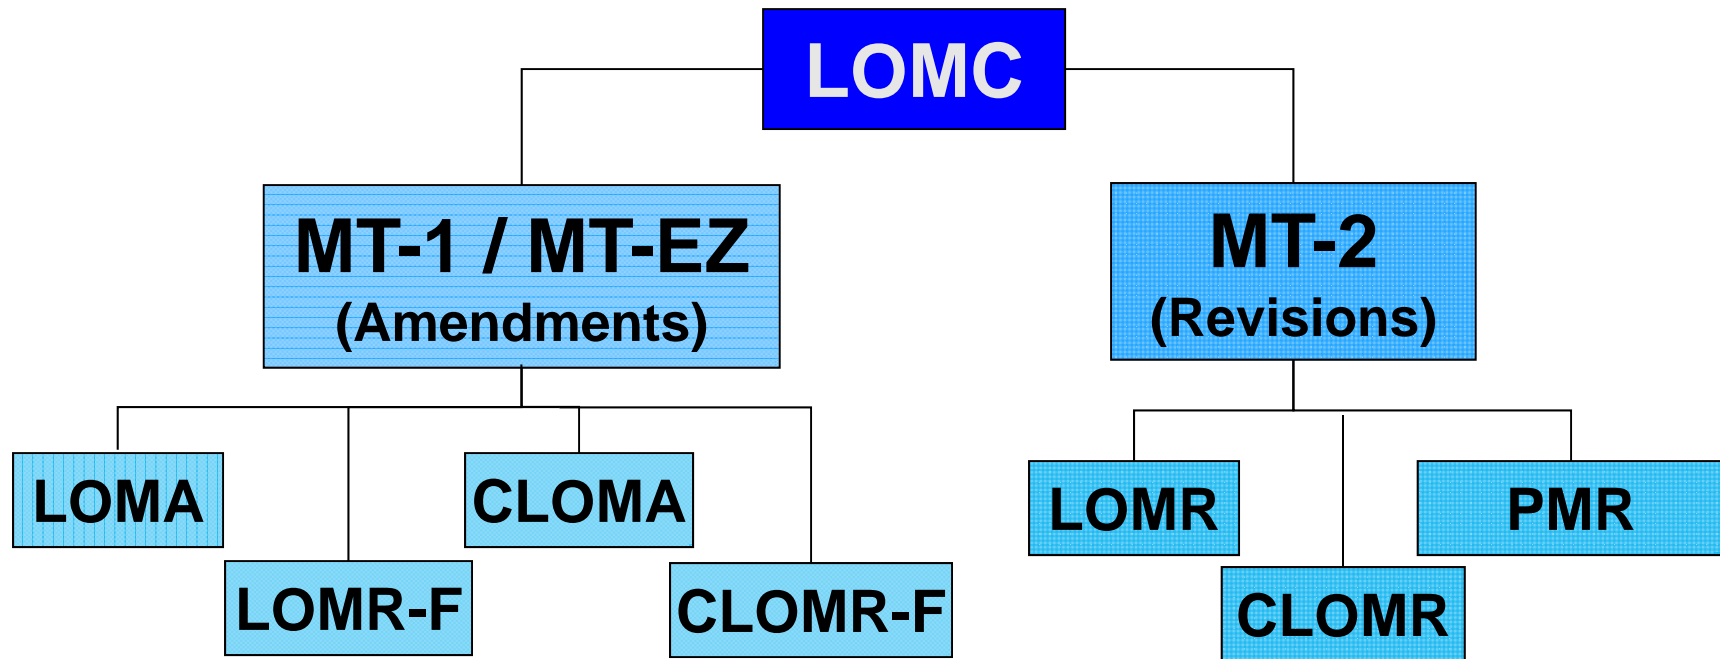 LOMC
MT-1 / MT-EZ
(Amendments)
MT-2
(Revisions)
LOMA
LOMR-F
CLOMA
CLOMR-F
LOMR
CLOMR
PMR